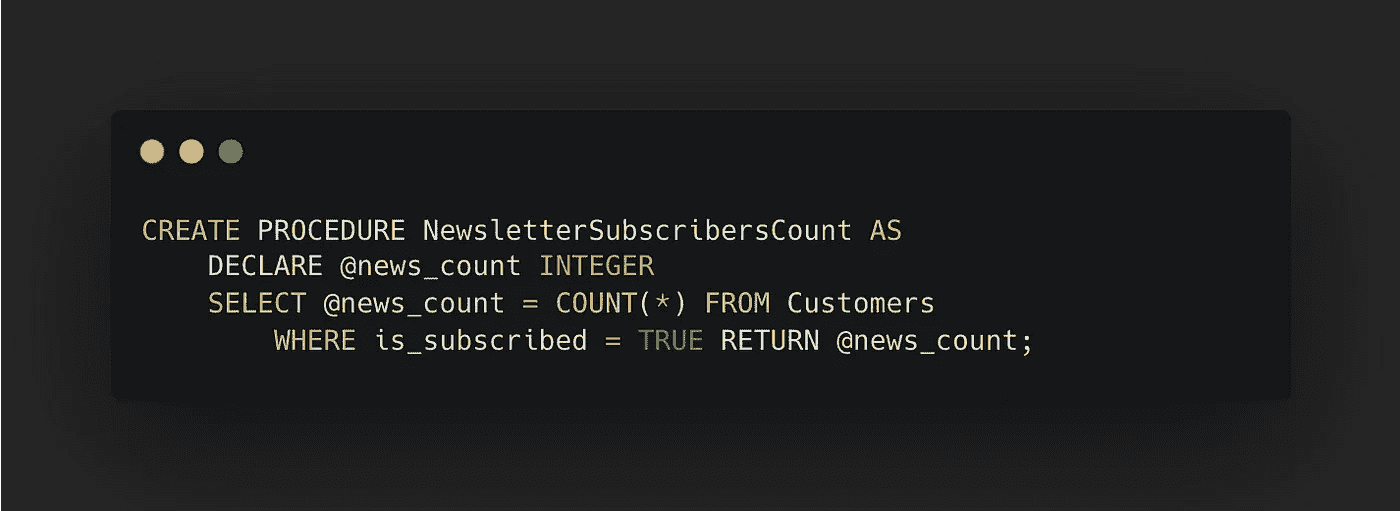 CREATE PROCEDURE NewsletterSubscribersCount AS
DECLARE @news_count INTEGER
SELECT @news_count = COUNT(*) FROM Customers
WHERE is_subscribed = TRUE RETURN @news_count;